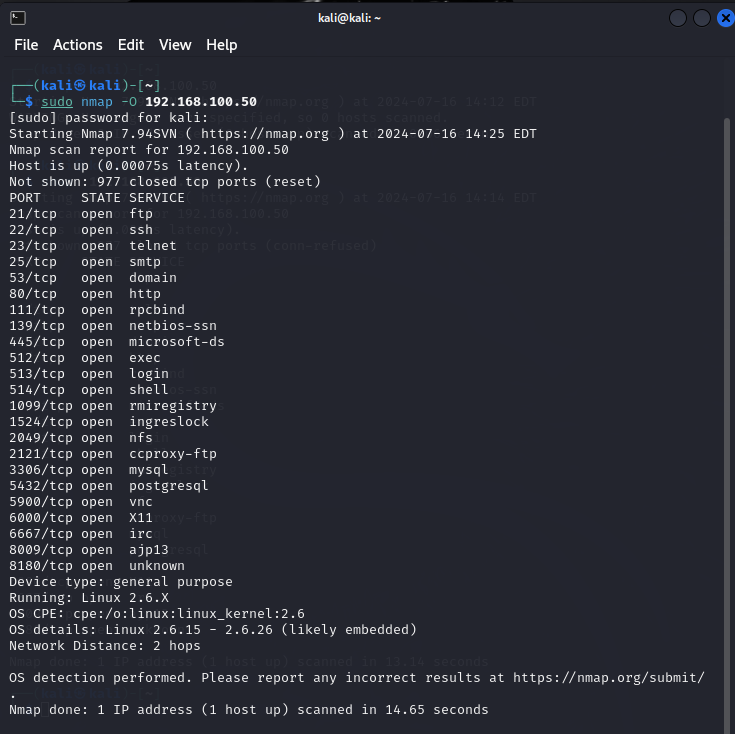 kali@kali: ~
File Actions Edit View Help
┌──(kali㉿kali)-[~]
└─$ sudo nmap -O 192.168.100.50
[sudo] password for kali:
Starting Nmap 7.94SVN ( https://nmap.org ) at 2024-07-16 14:25 EDT
Nmap scan report for 192.168.100.50
Host is up (0.00075s latency).
Not shown: 977 closed tcp ports (reset)
PORT     STATE SERVICE
21/tcp   open  ftp
22/tcp   open  ssh
23/tcp   open  telnet
25/tcp   open  smtp
53/tcp   open  domain
80/tcp   open  http
111/tcp  open  rpcbind
139/tcp  open  netbios-ssn
445/tcp  open  microsoft-ds
512/tcp  open  exec
513/tcp  open  login
514/tcp  open  shell
1099/tcp open  rmiregistry
1524/tcp open  ingreslock
2049/tcp open  nfs
2121/tcp open  ccproxy-ftp
3306/tcp open  mysql
5432/tcp open  postgresql
5900/tcp open  vnc
6000/tcp open  X11
6667/tcp open  irc
8009/tcp open  ajp13
8180/tcp open  unknown
Device type: general purpose
Running: Linux 2.6.X
OS CPE: cpe:/o:linux:linux_kernel:2.6
OS details: Linux 2.6.15 - 2.6.26 (likely embedded)
Network Distance: 2 hops
OS detection performed. Please report any incorrect results at https://nmap.org/submit/
.
Nmap done: 1 IP address (1 host up) scanned in 14.65 seconds